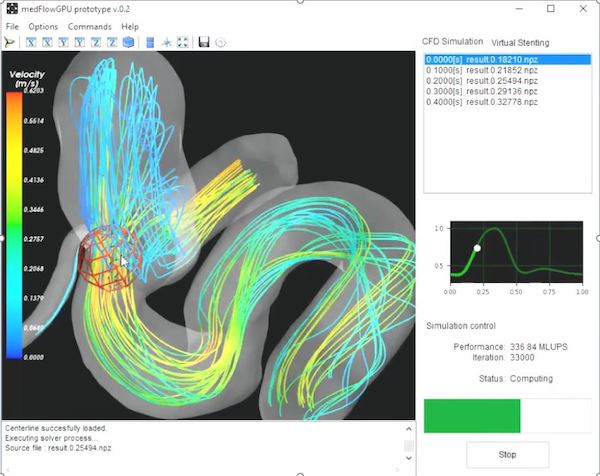 medFlowGPU prototype v.0.2
File Options Commands Help
X X Y Y Z Z
CFD Simulation Virtual Stenting
Velocity
(m/s)
0.6203
0.5514
0.4825
0.4136
0.3446
0.2757
0.2068
0.1379
0.0689
0.0000
0.0000[s] result.0.18210.npz
0.1000[s] result.0.21852.npz
0.2000[s] result.0.25494.npz
0.3000[s] result.0.29136.npz
0.4000[s] result.0.32778.npz
1.0
0.5
0.00 0.25 0.50 0.75 1.00
Simulation control
Performance: 336.84 MLUPS
Iteration: 33000
Status: Computing
Stop
Centerline succesfully loaded.
Executing solver process...
Source file : result.0.25494.npz